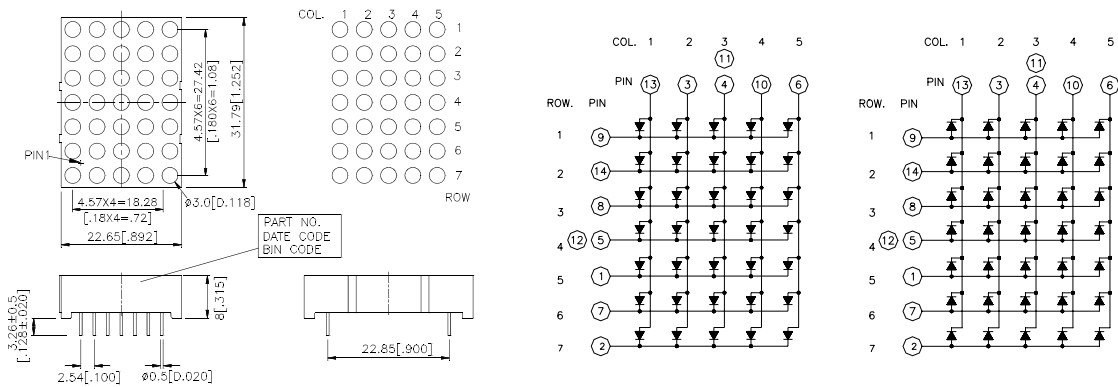 COL. 1 2 3 4 5
1
2
3
4
5
6
7
ROW
PIN1
4.57X6=27.42
[.180X6=1.08]
31.79[1.252]
4.57X4=18.28
[.18X4=.72]
22.65[.892]
ø3.0[D.118]
PART NO.
DATE CODE
BIN CODE
3.26±0.5
[.128±.020]
8[.315]
2.54[.100]
ø0.5[D.020]
22.85[.900]
COL. 1 2 3 4 5
11
PIN 13 3 4 10 6
ROW. PIN
1 9
2 14
3 8
4 12 5
5 1
6 7
7 2
COL. 1 2 3 4 5
11
PIN 13 3 4 10 6
ROW. PIN
1 9
2 14
3 8
4 12 5
5 1
6 7
7 2